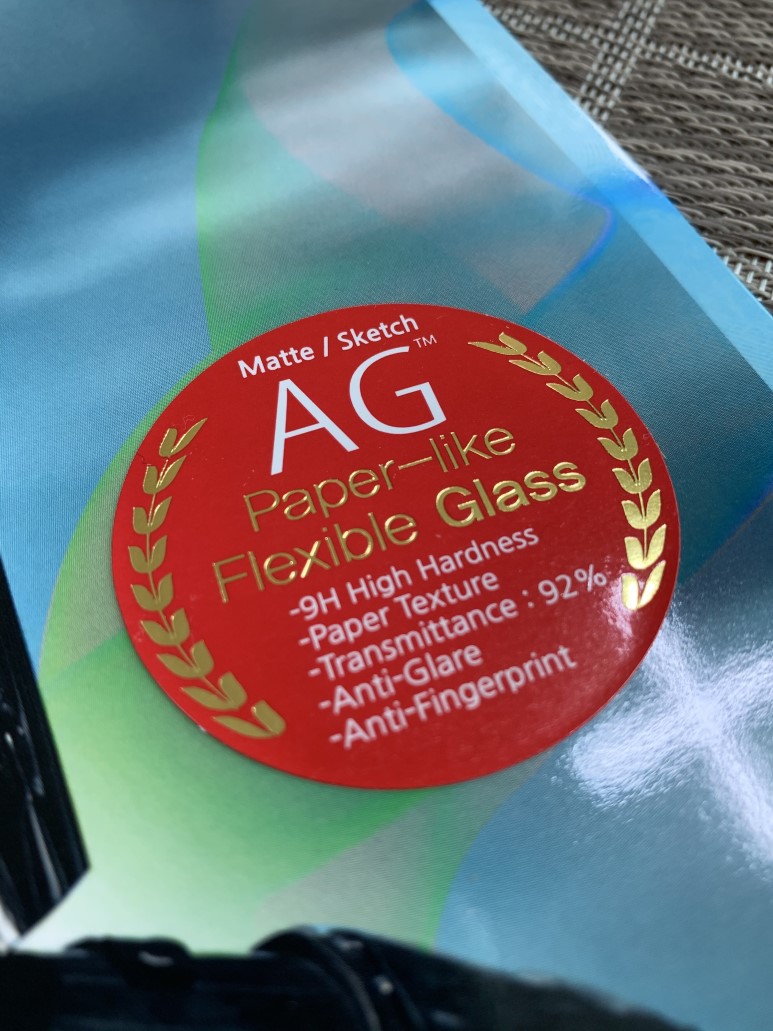 Matte / Sketch
AG™
Paper-like
Flexible Glass
-9H High Hardness
-Paper Texture
-Transmittance : 92%
-Anti-Glare
-Anti-Fingerprint